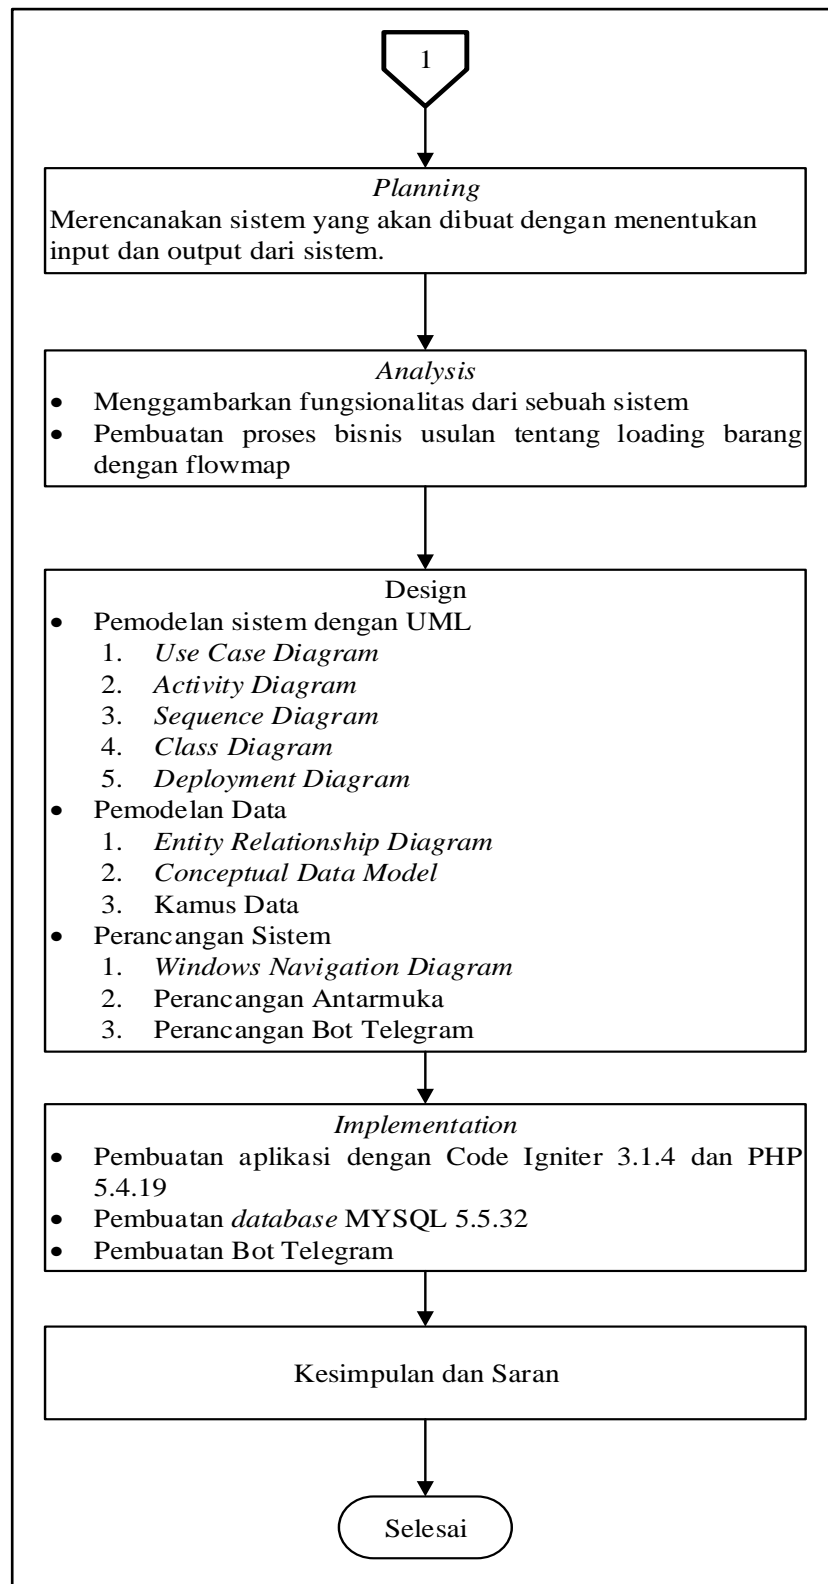 1
Planning
Merencanakan sistem yang akan dibuat dengan menentukan
input dan output dari sistem.
Analysis
• Menggambarkan fungsionalitas dari sebuah sistem
• Pembuatan proses bisnis usulan tentang loading barang
dengan flowmap
Design
• Pemodelan sistem dengan UML
1. Use Case Diagram
2. Activity Diagram
3. Sequence Diagram
4. Class Diagram
5. Deployment Diagram
• Pemodelan Data
1. Entity Relationship Diagram
2. Conceptual Data Model
3. Kamus Data
• Perancangan Sistem
1. Windows Navigation Diagram
2. Perancangan Antarmuka
3. Perancangan Bot Telegram
Implementation
• Pembuatan aplikasi dengan Code Igniter 3.1.4 dan PHP
5.4.19
• Pembuatan database MYSQL 5.5.32
• Pembuatan Bot Telegram
Kesimpulan dan Saran
Selesai